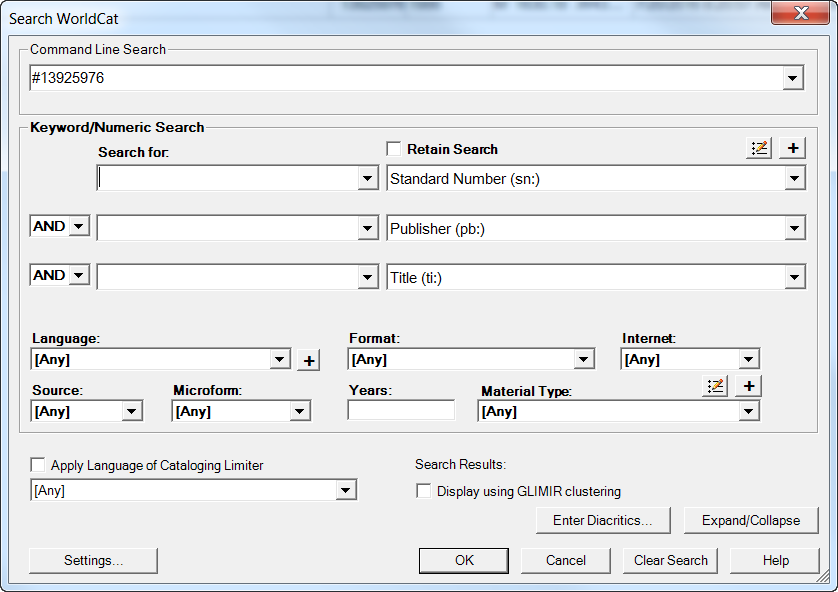 Search WorldCat
Command Line Search
#13925976
Keyword/Numeric Search
Search for:
Retain Search
Standard Number (sn:)
AND
Publisher (pb:)
AND
Title (ti:)
Language:
Format:
Internet:
[Any]
[Any]
[Any]
Source:
Microform:
Years:
Material Type:
[Any]
[Any]
[Any]
Apply Language of Cataloging Limiter
Search Results:
[Any]
Display using GLIMIR clustering
Enter Diacritics...
Expand/Collapse
Settings...
OK
Cancel
Clear Search
Help